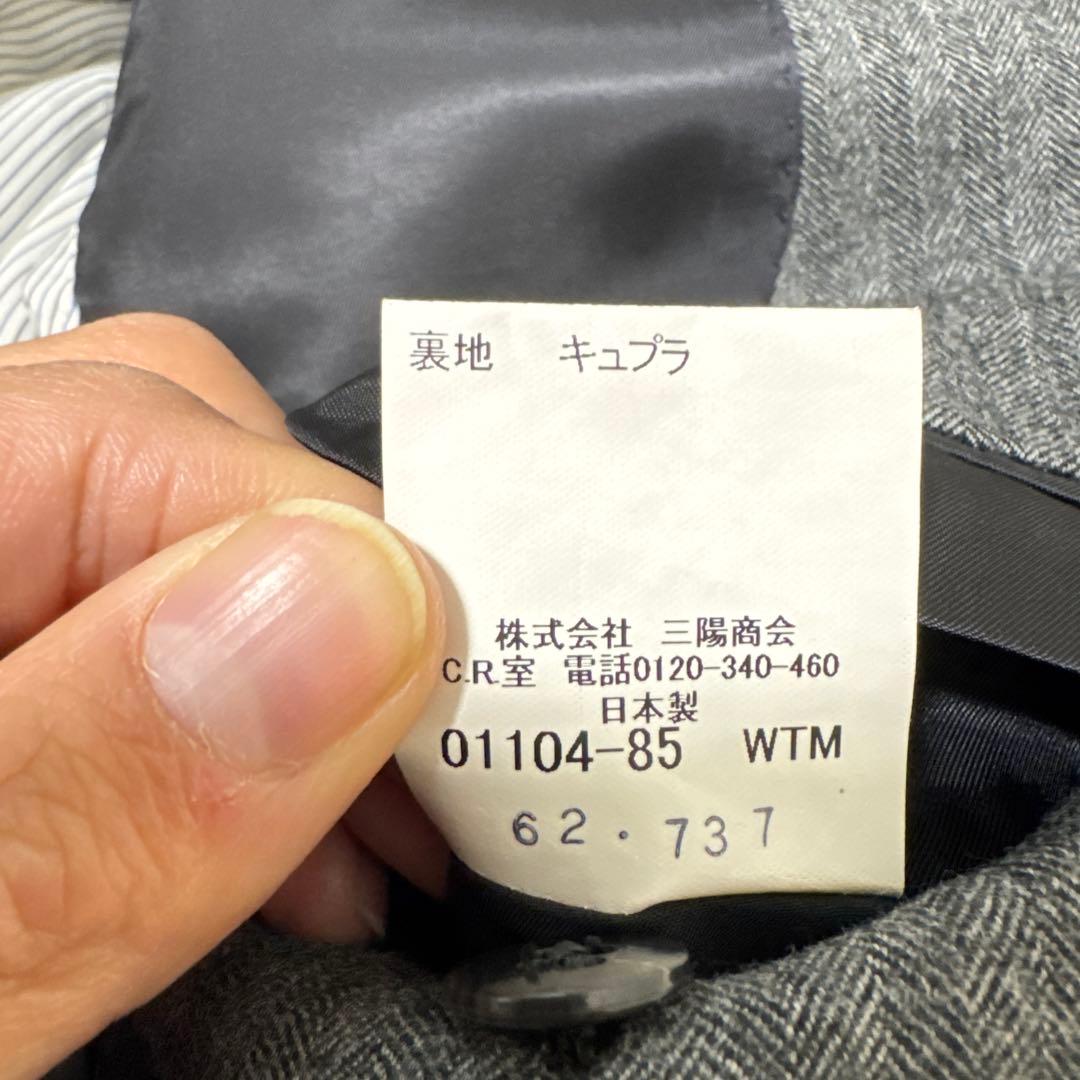 裏地 キュプラ
株式会社 三陽商会
C.R.室 電話0120-340-460
日本製
01104-85 WTM
62.737